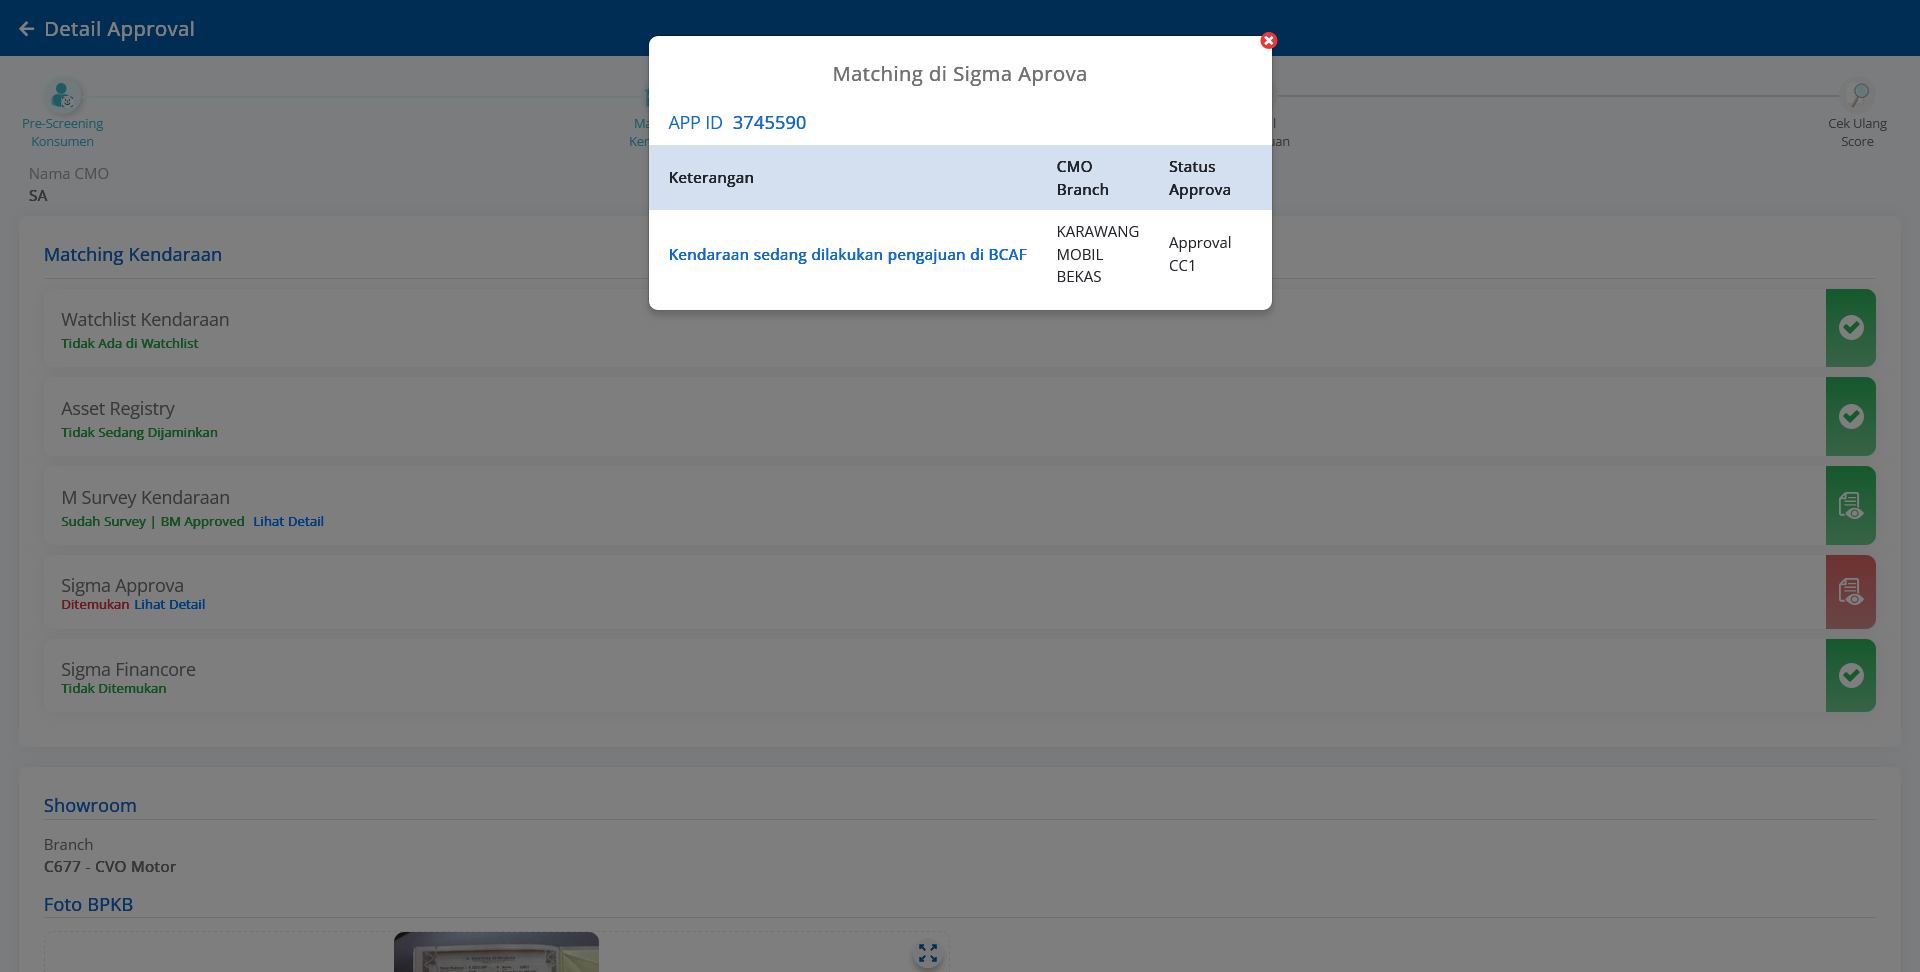 Detail Approval
Matching di Sigma Aprova
APP ID 3745590
Keterangan
CMO
Branch
Status
Approva
Kendaraan sedang dilakukan pengajuan di BCAF
KARAWANG
MOBIL
BEKAS
Approval
CC1
Pre-Screening
Konsumen
Cek Ulang
Score
Nama CMO
SA
Matching Kendaraan
Watchlist Kendaraan
Tidak Ada di Watchlist
Asset Registry
Tidak Sedang Dijaminkan
M Survey Kendaraan
Sudah Survey | BM Approved Lihat Detail
Sigma Approva
Ditemukan Lihat Detail
Sigma Financore
Tidak Ditemukan
Showroom
Branch
C677 - CVO Motor
Foto BPKB